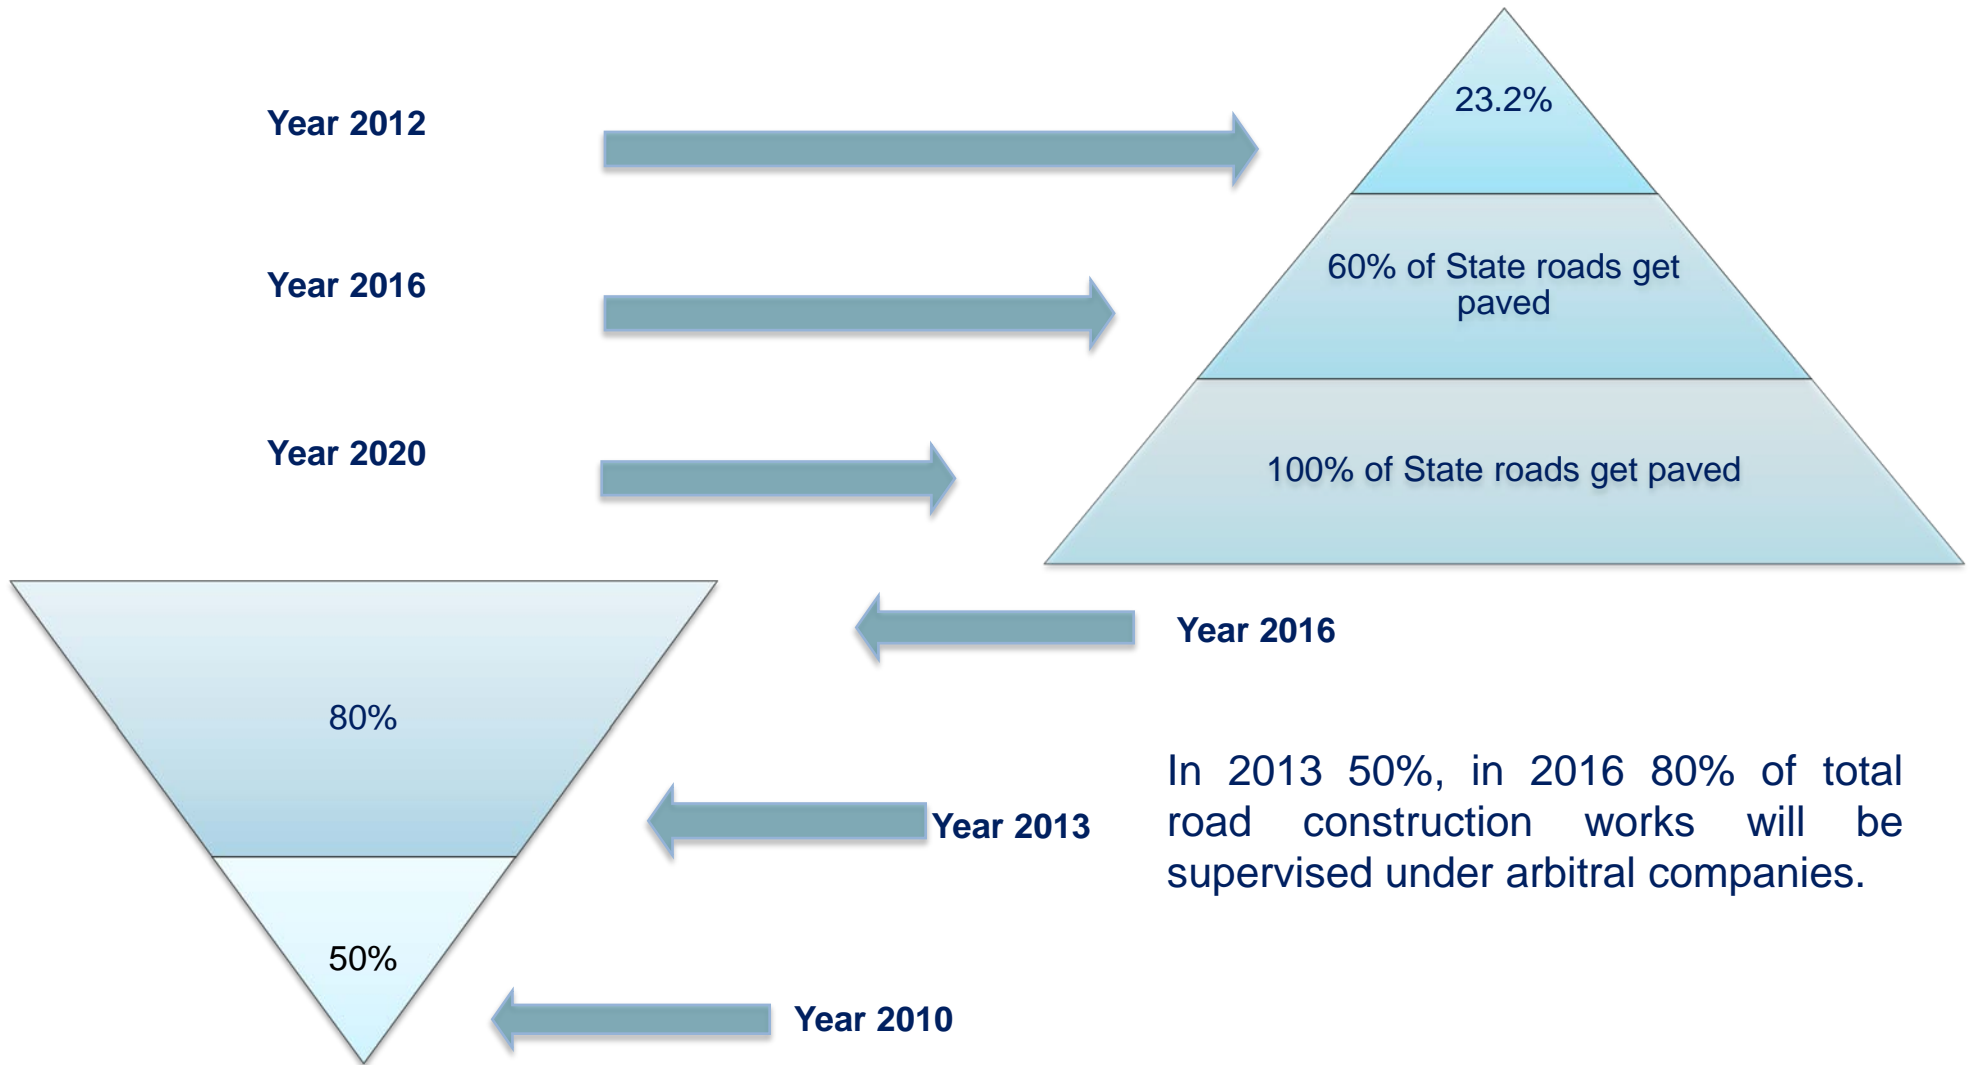 Year 2012
23.2%
Year 2016
60% of State roads get
paved
Year 2020
100% of State roads get paved
Year 2016
80%
In 2013 50%, in 2016 80% of total
road construction works will be
supervised under arbitral companies.
Year 2013
50%
Year 2010